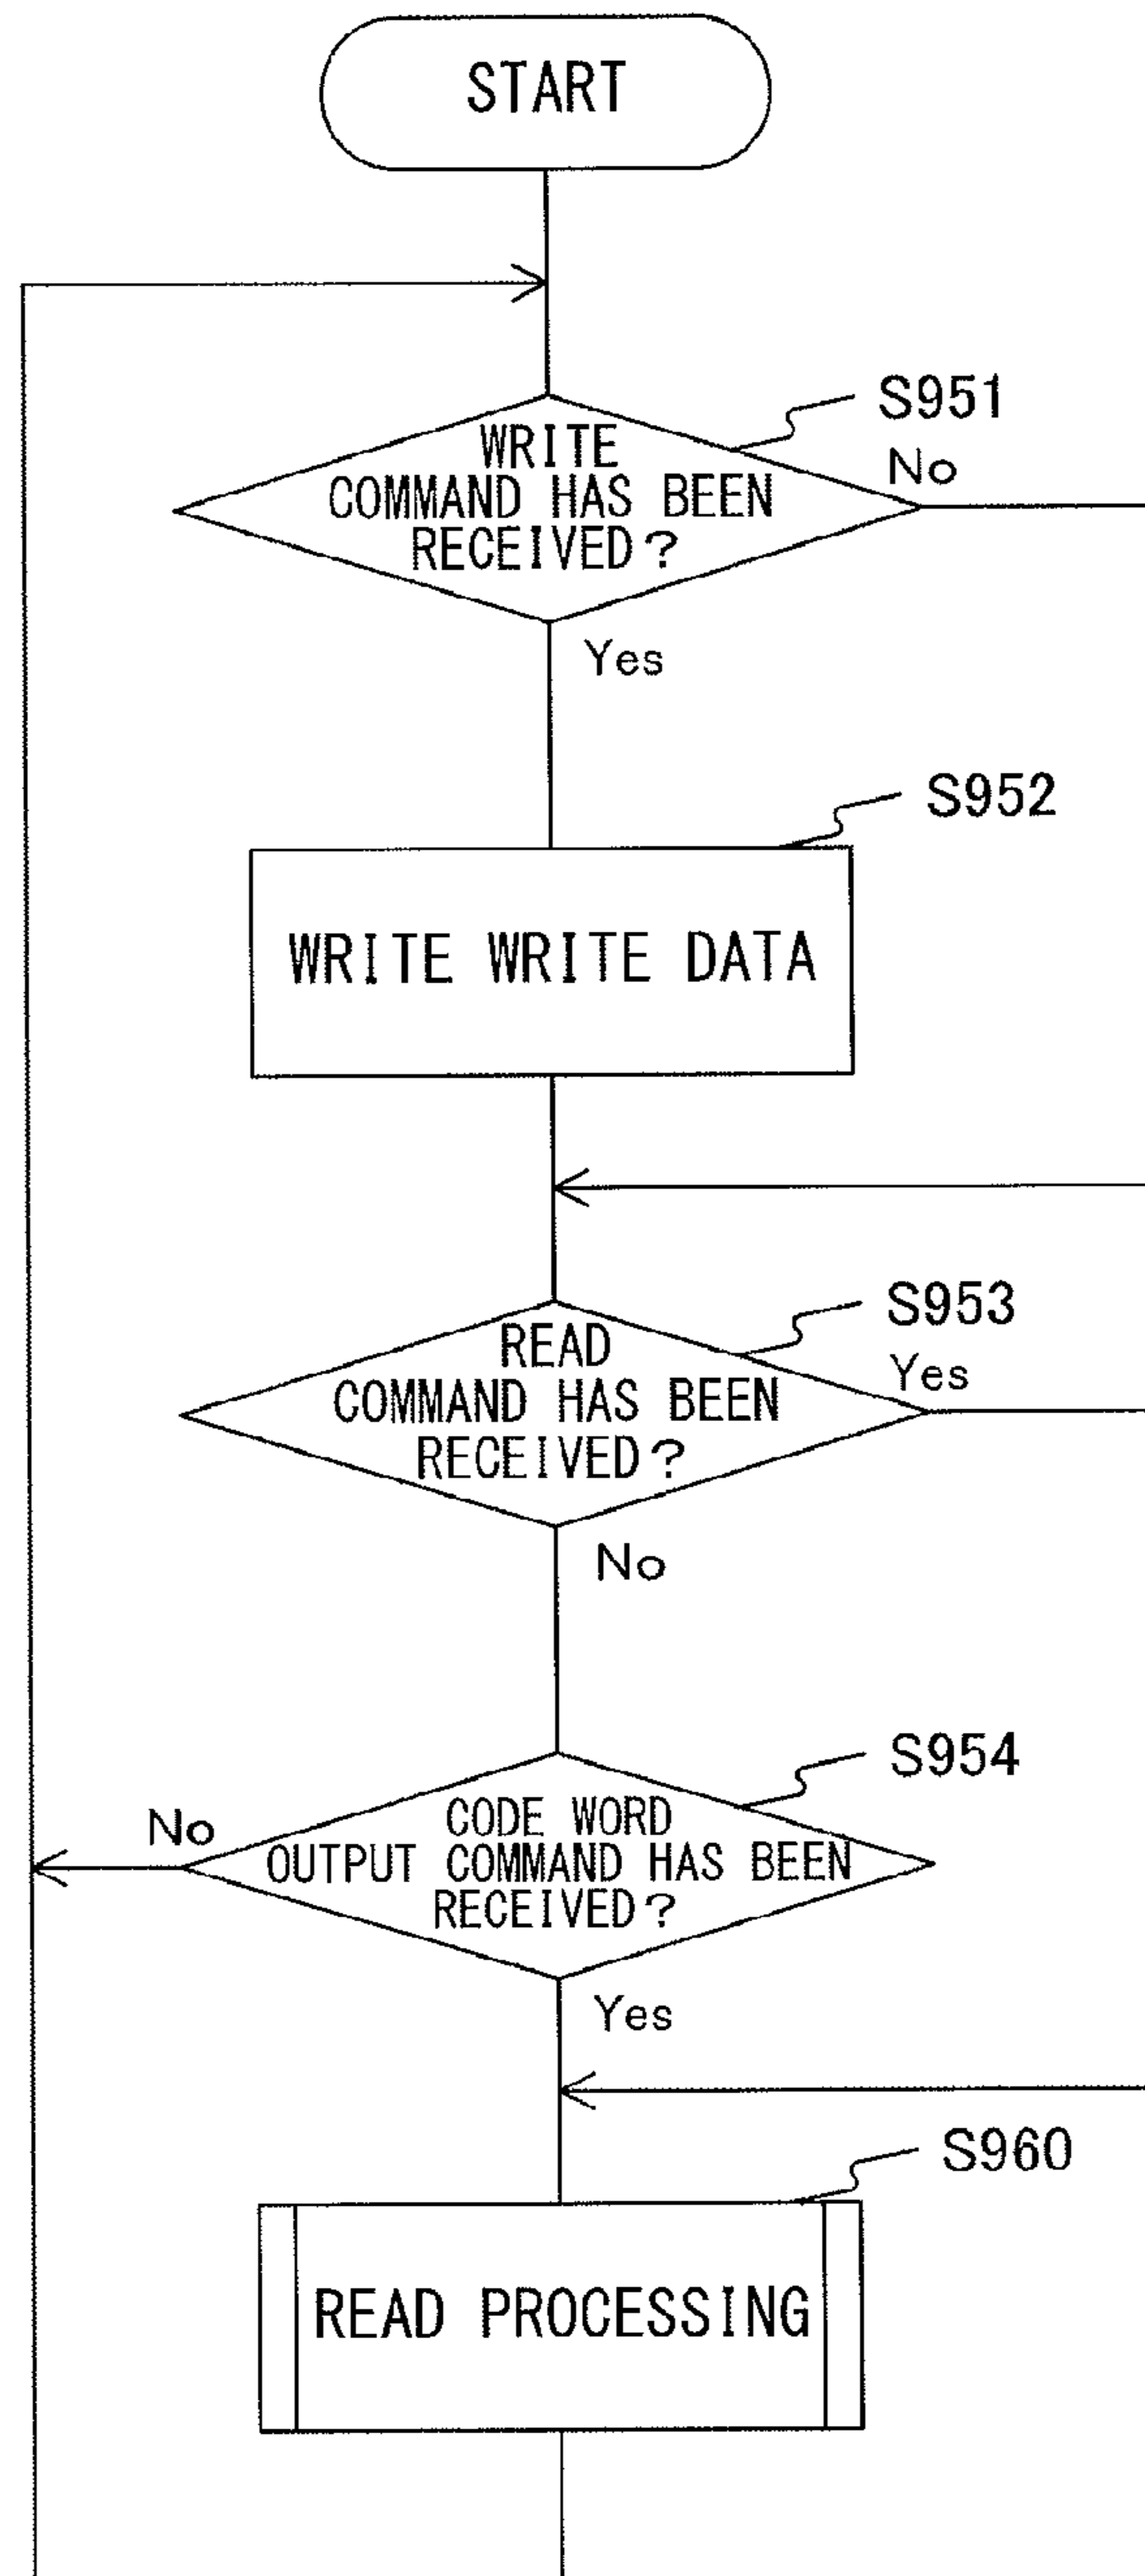 START
S951
WRITE
COMMAND HAS BEEN
RECEIVED?
No
Yes
S952
WRITE WRITE DATA
S953
READ
COMMAND HAS BEEN
RECEIVED?
Yes
No
S954
CODE WORD
OUTPUT COMMAND HAS BEEN
RECEIVED?
No
Yes
S960
READ PROCESSING